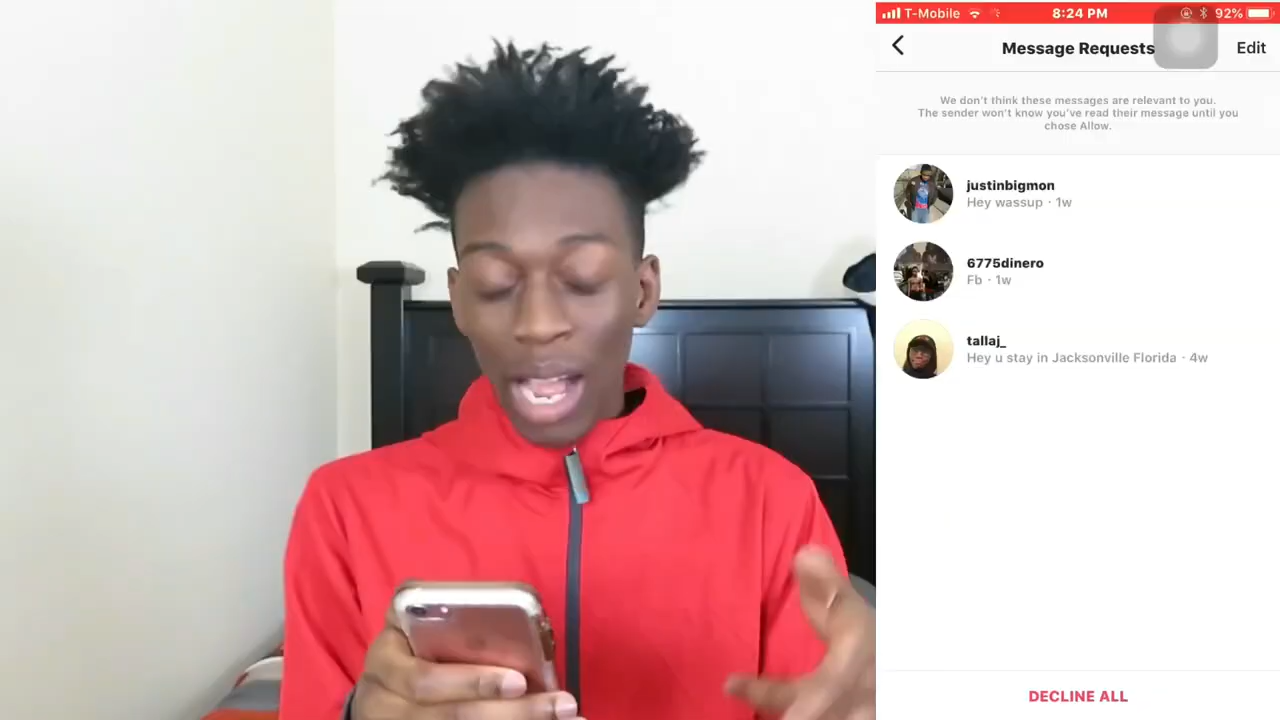 T-Mobile 8:24 PM 92%
Message Requests Edit
We don't think these messages are relevant to you.
The sender won't know you've read their message until you
chose Allow.
justinbigmon
Hey wassup · 1w
6775dinero
Fb · 1w
tallaj_
Hey u stay in Jacksonville Florida · 4w
DECLINE ALL